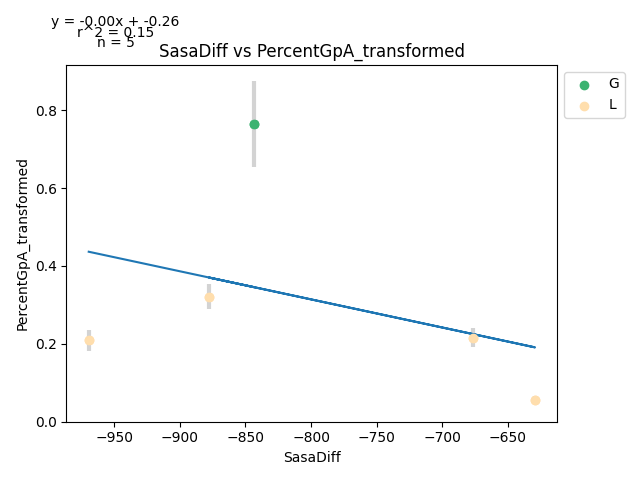 y = -0.00x + -0.26
r^2 = 0.15
n = 5
SasaDiff vs PercentGpA_transformed
G
L
PercentGpA_transformed
0.8
0.6
0.4
0.2
0.0
−950 −900 −850 −800 −750 −700 −650
SasaDiff